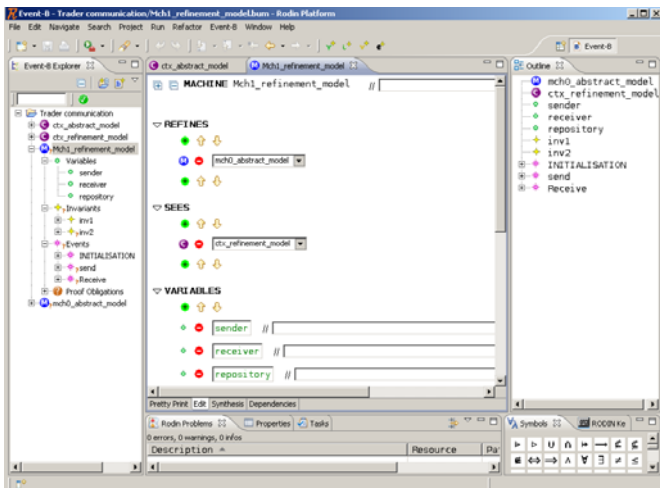 Event-B - Trader communication/Mch1_refinement_model.bum - Rodin Platform
File Edit Navigate Search Project Run Refactor Event-B Window Help
Event-B
Event-B Explorer
Trader communication
ctx_abstract_model
ctx_refinement_model
Mch1_refinement_model
Variables
sender
receiver
repository
Invariants
inv1
inv2
Events
INITIALISATION
send
Receive
Proof Obligations
mch0_abstract_model
ctx_abstract_model
Mch1_refinement_model
MACHINE Mch1_refinement_model //
REFINES
mch0_abstract_model
SEES
ctx_refinement_model
VARIABLES
sender //
receiver //
repository //
Pretty Print Edit Synthesis Dependencies
Rodin Problems Properties Tasks
0 errors, 0 warnings, 0 infos
Description Resource Pa
Outline
mch0_abstract_model
ctx_refinement_model
sender
receiver
repository
inv1
inv2
INITIALISATION
send
Receive
Symbols RODIN Ke